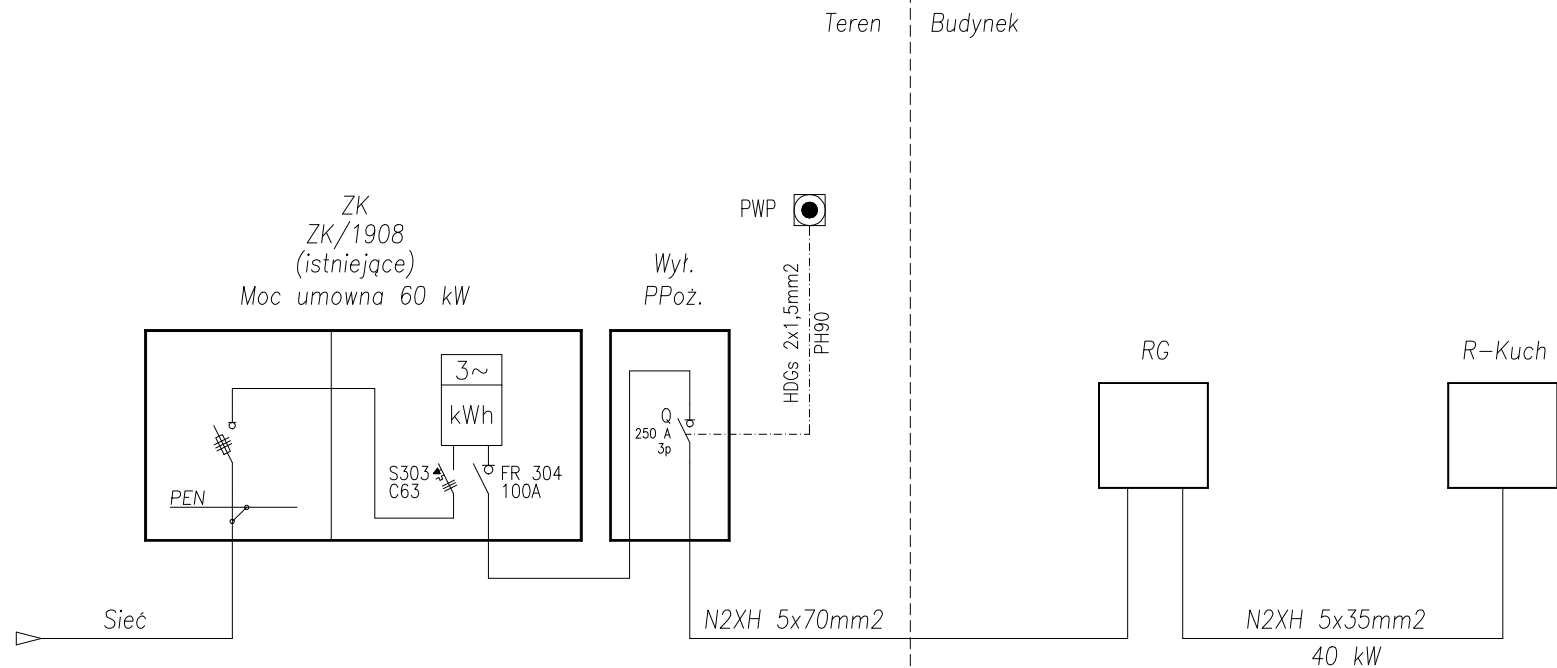 Teren
Budynek
ZK
ZK/1908
(istniejące)
Moc umowna 60 kW
Wył.
PPoż.
PWP
HDGs 2x1,5mm2
PH90
RG
R-Kuch
3~
kWh
S303
C63
FR 304
100A
PEN
Q
250 A
3p
Sieć
N2XH 5x70mm2
N2XH 5x35mm2
40 kW